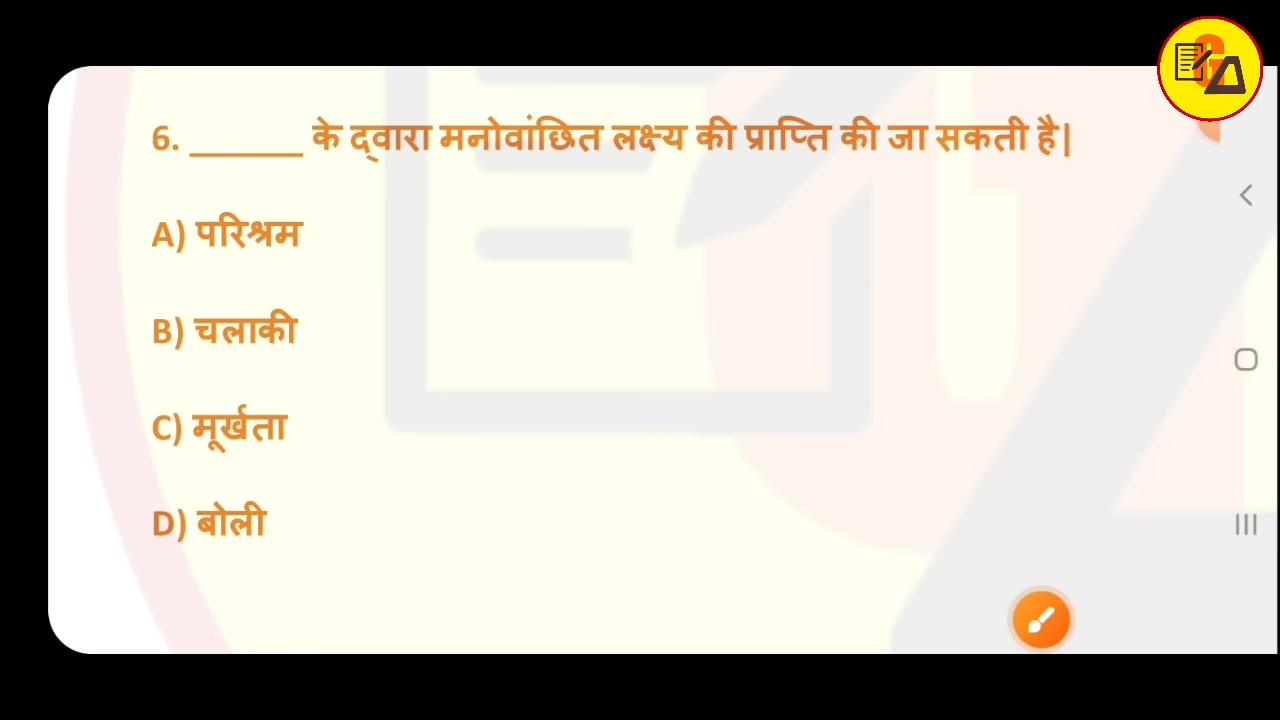 6. _______ के द्वारा मनोवांछित लक्ष्य की प्राप्ति की जा सकती है|
A) परिश्रम
B) चलाकी
C) मूर्खता
D) बोली